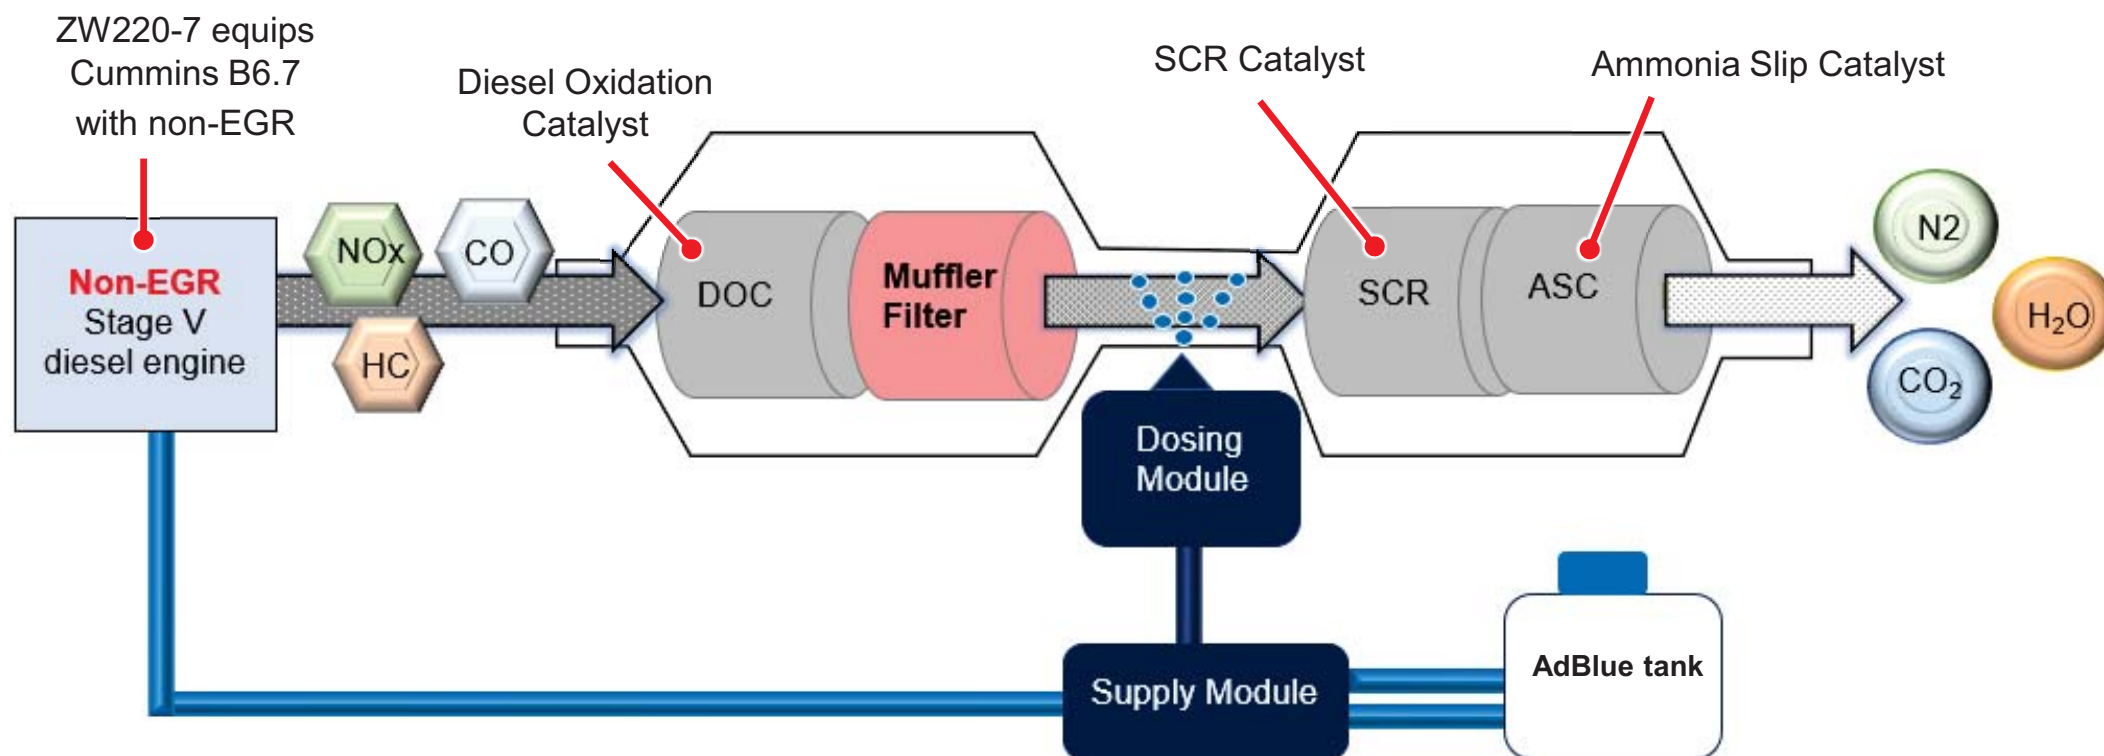 ZW220-7 equips
Cummins B6.7
with non-EGR
Diesel Oxidation
Catalyst
SCR Catalyst
Ammonia Slip Catalyst
Non-EGR
Stage V
diesel engine
NOx
CO
HC
DOC
Muffler
Filter
SCR
ASC
N2
H₂O
CO₂
Dosing
Module
Supply Module
AdBlue tank